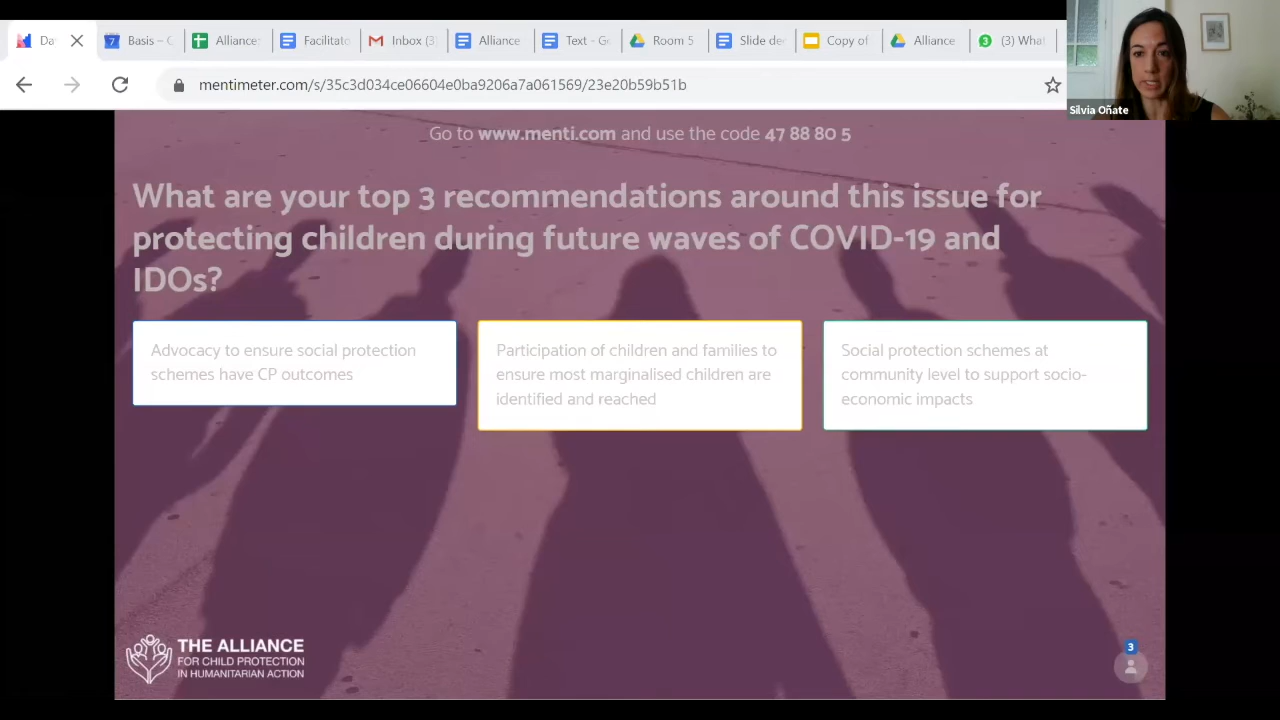 Da
Basis – C
Alliance:
Facilitato
Inbox (3
Alliance
Text - Go
Room 5
Slide de
Copy of
Alliance
(3) What
mentimeter.com/s/35c3d034ce06604e0ba9206a7a061569/23e20b59b51b
Silvia Oñate
Go to www.menti.com and use the code 47 88 80 5
What are your top 3 recommendations around this issue for
protecting children during future waves of COVID-19 and
IDOs?
Advocacy to ensure social protection
schemes have CP outcomes
Participation of children and families to
ensure most marginalised children are
identified and reached
Social protection schemes at
community level to support socio-
economic impacts
THE ALLIANCE
FOR CHILD PROTECTION
IN HUMANITARIAN ACTION
3